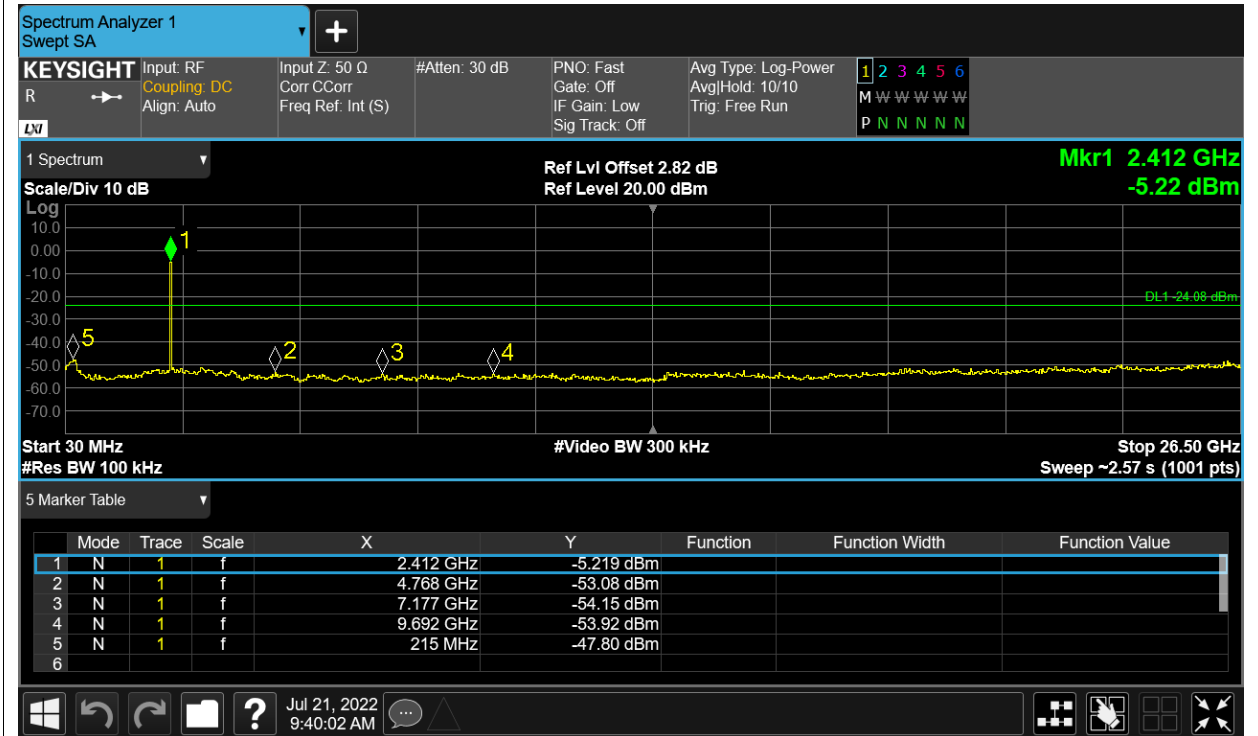 Spectrum Analyzer 1
Swept SA
+
KEYSIGHT Input: RF Input Z: 50 Ω #Atten: 30 dB PNO: Fast Avg Type: Log-Power 1 2 3 4 5 6
R Coupling: DC Corr CCorr Gate: Off Avg|Hold: 10/10 M W W W W W
Align: Auto Freq Ref: Int (S) IF Gain: Low Trig: Free Run
LXI Sig Track: Off P N N N N N
1 Spectrum Mkr1 2.412 GHz
Ref Lvl Offset 2.82 dB
Scale/Div 10 dB Ref Level 20.00 dBm -5.22 dBm
Log
10.0
1
0.00
-10.0
-20.0 DL1 -24.08 dBm
-30.0
-40.0 5
2 3 4
-50.0
-60.0
-70.0
Start 30 MHz #Video BW 300 kHz Stop 26.50 GHz
#Res BW 100 kHz Sweep ~2.57 s (1001 pts)
5 Marker Table
Mode Trace Scale X Y Function Function Width Function Value
1 N 1 f 2.412 GHz -5.219 dBm
2 N 1 f 4.768 GHz -53.08 dBm
3 N 1 f 7.177 GHz -54.15 dBm
4 N 1 f 9.692 GHz -53.92 dBm
5 N 1 f 215 MHz -47.80 dBm
6
? Jul 21, 2022
9:40:02 AM